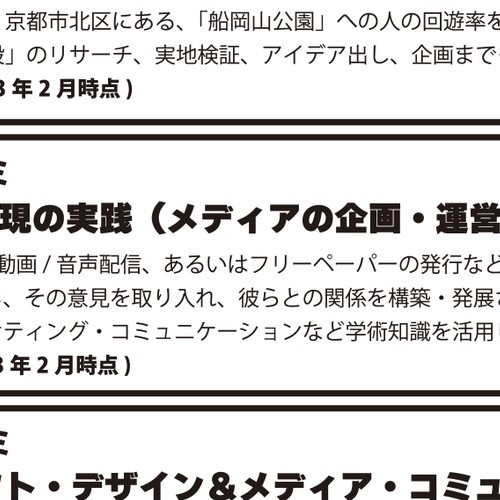 京都市北区にある、「船岡山公園」への人の回遊率を
」のリサーチ、実地検証、アイデア出し、企画まで
3 年 2 月時点 )
ミ
現の実践（メディアの企画・運営
動画 / 音声配信、あるいはフリーペーパーの発行など
、その意見を取り入れ、彼らとの関係を構築・発展
ティング・コミュニケーションなど学術知識を活用
3 年 2 月時点 )
ミ
ト・デザイン＆メディア・コミュ